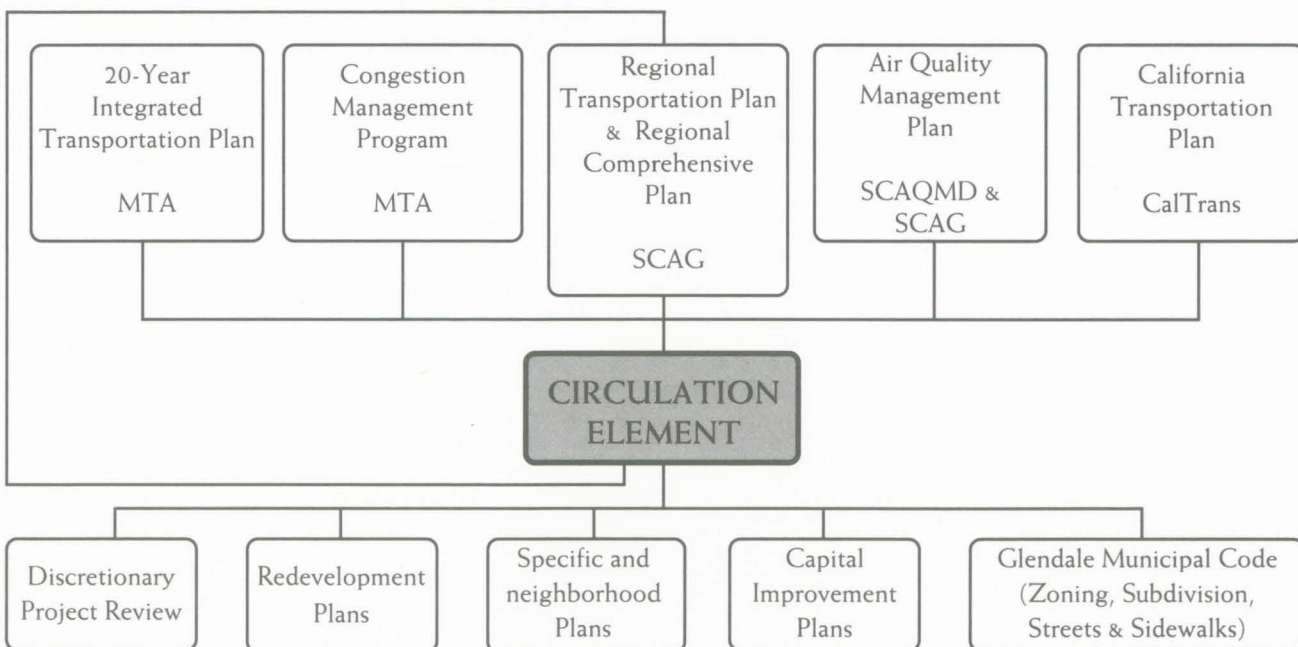 20-Year
Integrated
Transportation Plan
MTA
Congestion
Management
Program
MTA
Regional
Transportation Plan
& Regional
Comprehensive
Plan
SCAG
Air Quality
Management
Plan
SCAQMD &
SCAG
California
Transportation
Plan
CalTrans
CIRCULATION
ELEMENT
Discretionary
Project Review
Redevelopment
Plans
Specific and
neighborhood
Plans
Capital
Improvement
Plans
Glendale Municipal Code
(Zoning, Subdivision,
Streets & Sidewalks)